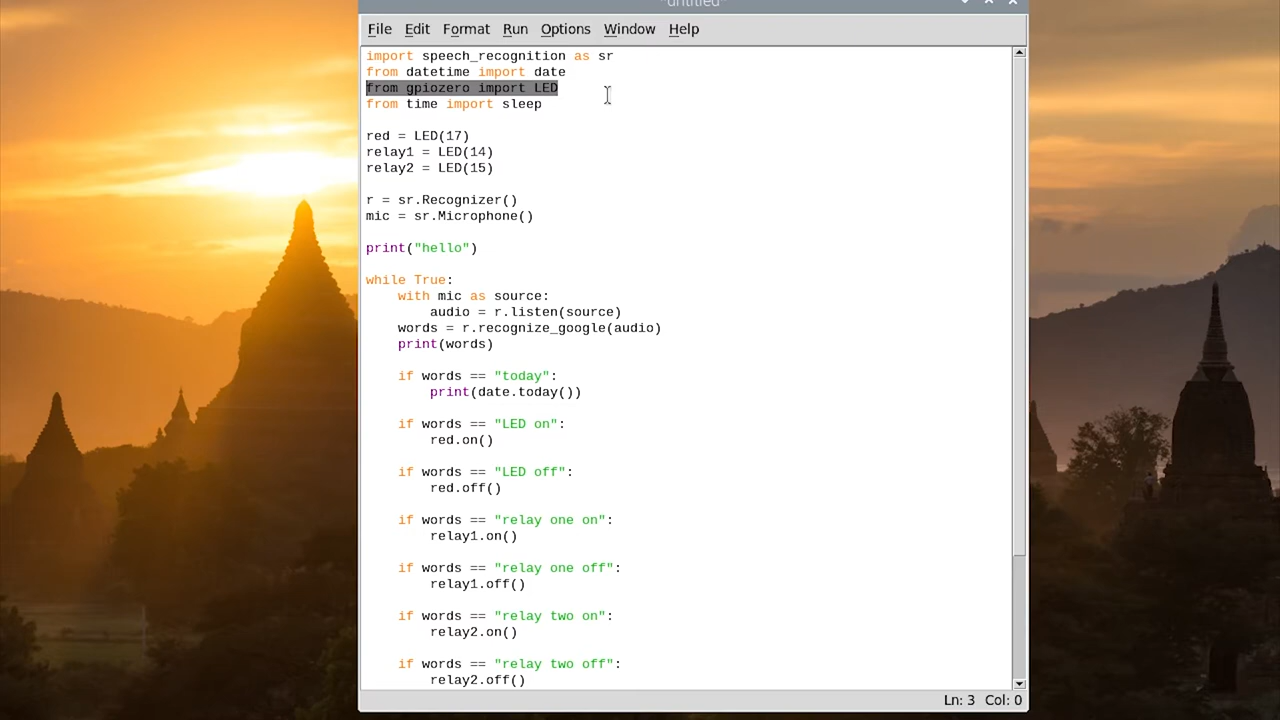 *untitled*
File Edit Format Run Options Window Help
import speech_recognition as sr
from datetime import date
from gpiozero import LED
from time import sleep
red = LED(17)
relay1 = LED(14)
relay2 = LED(15)
r = sr.Recognizer()
mic = sr.Microphone()
print("hello")
while True:
    with mic as source:
        audio = r.listen(source)
    words = r.recognize_google(audio)
    print(words)
    if words == "today":
        print(date.today())
    if words == "LED on":
        red.on()
    if words == "LED off":
        red.off()
    if words == "relay one on":
        relay1.on()
    if words == "relay one off":
        relay1.off()
    if words == "relay two on":
        relay2.on()
    if words == "relay two off":
        relay2.off()
Ln: 3 Col: 0